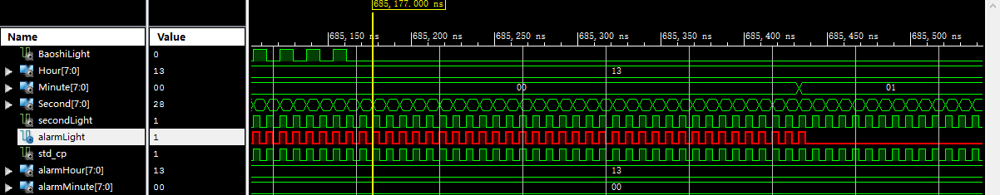 685,177.000 ns
Name Value
685,150 ns 685,200 ns 685,250 ns 685,300 ns 685,350 ns 685,400 ns 685,450 ns 685,500 ns
BaoshiLight 0
Hour[7:0] 13 13
Minute[7:0] 00 00 01
Second[7:0] 28
secondLight 1
alarmLight 1
std_cp 1
alarmHour[7:0] 13 13
alarmMinute[7:0] 00 00